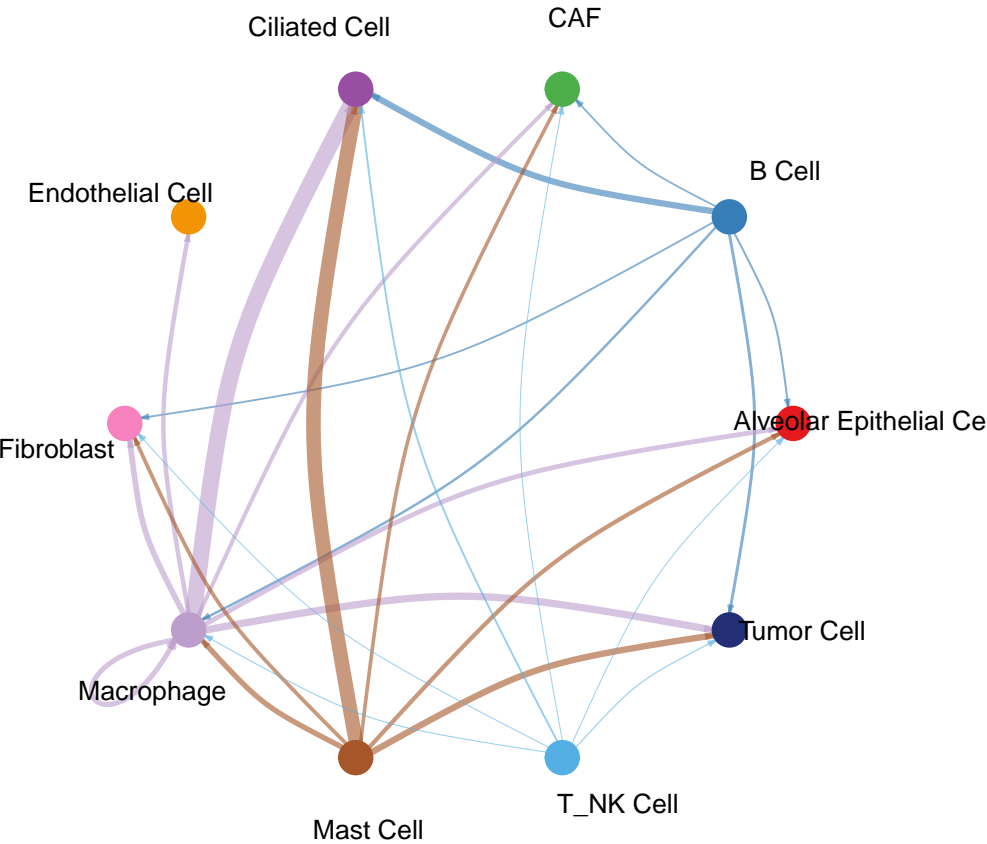 CAF
Ciliated Cell
B Cell
Endothelial Cell
Alveolar Epithelial Ce
Fibroblast
Tumor Cell
Macrophage
T_NK Cell
Mast Cell